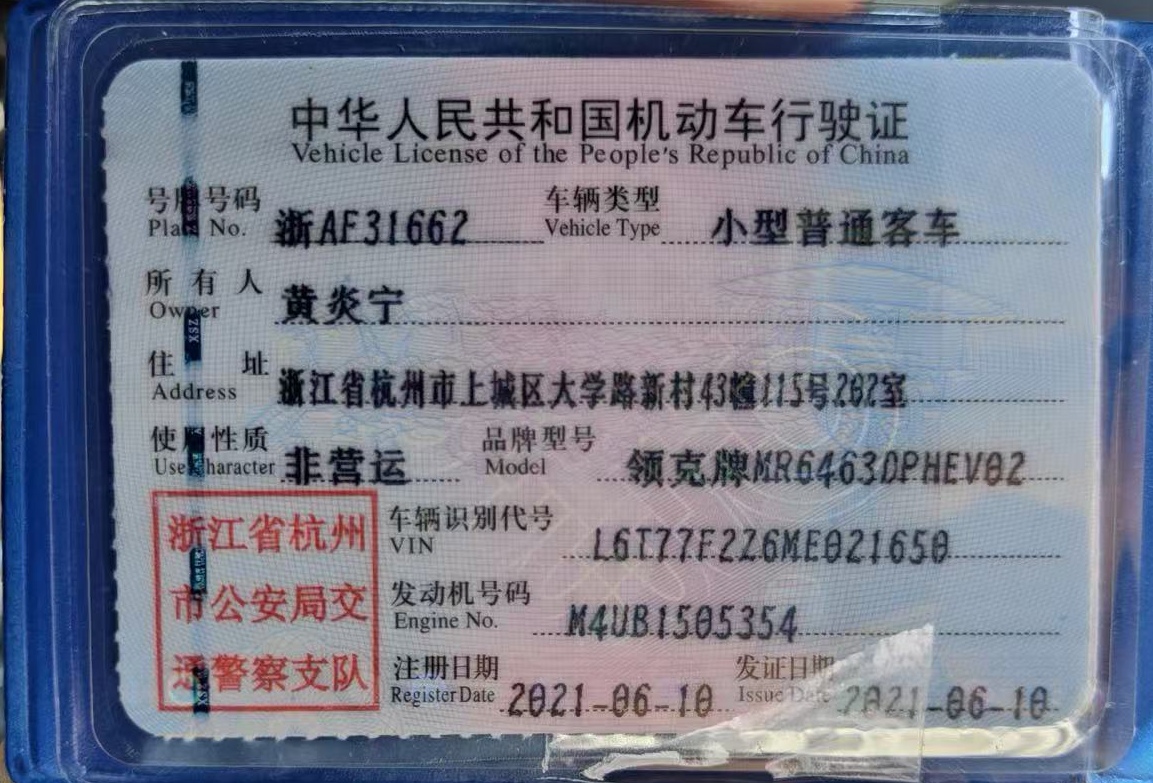 中华人民共和国机动车行驶证
Vehicle License of the People's Republic of China
号牌号码 浙AF31662 车辆类型 小型普通客车
Plate No. Vehicle Type
所有人 黄炎宁
Owner
住址 浙江省杭州市上城区大学路新村43幢115号202室
Address
使用性质 非营运 品牌型号 领克牌MR6463DPHEV02
Use Character Model
浙江省杭州
市公安局交
通警察支队
车辆识别代号 L6T77F2Z6ME021650
VIN
发动机号码 M4UB1505354
Engine No.
注册日期 2021-06-10 发证日期 2021-06-10
Register Date Issue Date
XSZ